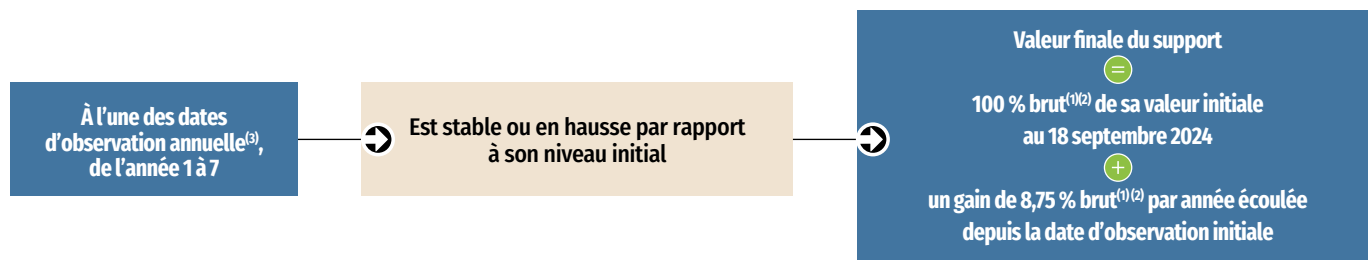 À l’une des dates
d’observation annuelle(3),
de l’année 1 à 7
Est stable ou en hausse par rapport
à son niveau initial
Valeur finale du support
=
100 % brut(1)(2) de sa valeur initiale
au 18 septembre 2024
+
un gain de 8,75 % brut(1)(2) par année écoulée
depuis la date d’observation initiale